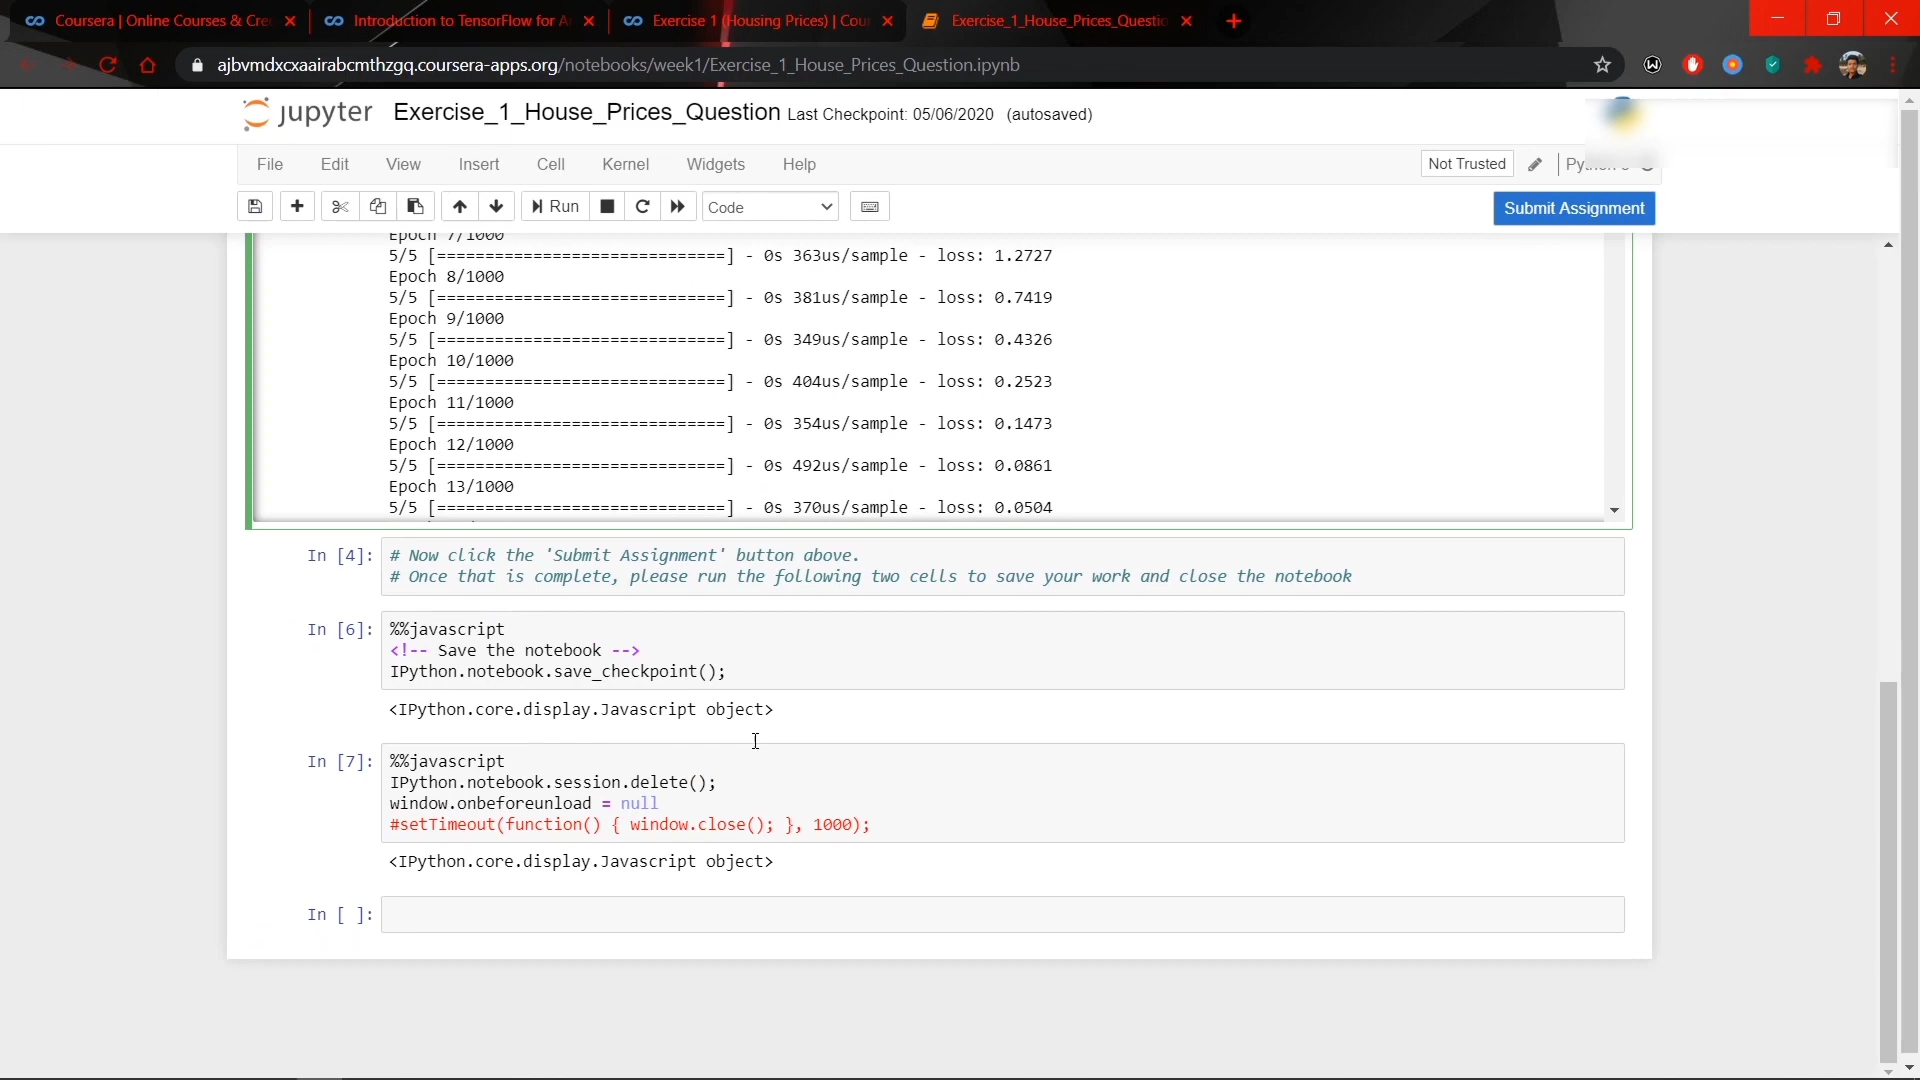 Coursera | Online Courses & Cre
Introduction to TensorFlow for A
Exercise 1 (Housing Prices) | Cou
Exercise_1_House_Prices_Questio
ajbvmdxcxaairabcmthzgq.coursera-apps.org/notebooks/week1/Exercise_1_House_Prices_Question.ipynb
jupyter Exercise_1_House_Prices_Question Last Checkpoint: 05/06/2020 (autosaved)
File Edit View Insert Cell Kernel Widgets Help
Not Trusted
Run
Code
Submit Assignment
Epoch 7/1000
5/5 [==============================] - 0s 363us/sample - loss: 1.2727
Epoch 8/1000
5/5 [==============================] - 0s 381us/sample - loss: 0.7419
Epoch 9/1000
5/5 [==============================] - 0s 349us/sample - loss: 0.4326
Epoch 10/1000
5/5 [==============================] - 0s 404us/sample - loss: 0.2523
Epoch 11/1000
5/5 [==============================] - 0s 354us/sample - loss: 0.1473
Epoch 12/1000
5/5 [==============================] - 0s 492us/sample - loss: 0.0861
Epoch 13/1000
5/5 [==============================] - 0s 370us/sample - loss: 0.0504
In [4]: # Now click the 'Submit Assignment' button above.
# Once that is complete, please run the following two cells to save your work and close the notebook
In [6]: %%javascript
<!-- Save the notebook -->
IPython.notebook.save_checkpoint();
<IPython.core.display.Javascript object>
In [7]: %%javascript
IPython.notebook.session.delete();
window.onbeforeunload = null
#setTimeout(function() { window.close(); }, 1000);
<IPython.core.display.Javascript object>
In [ ]: